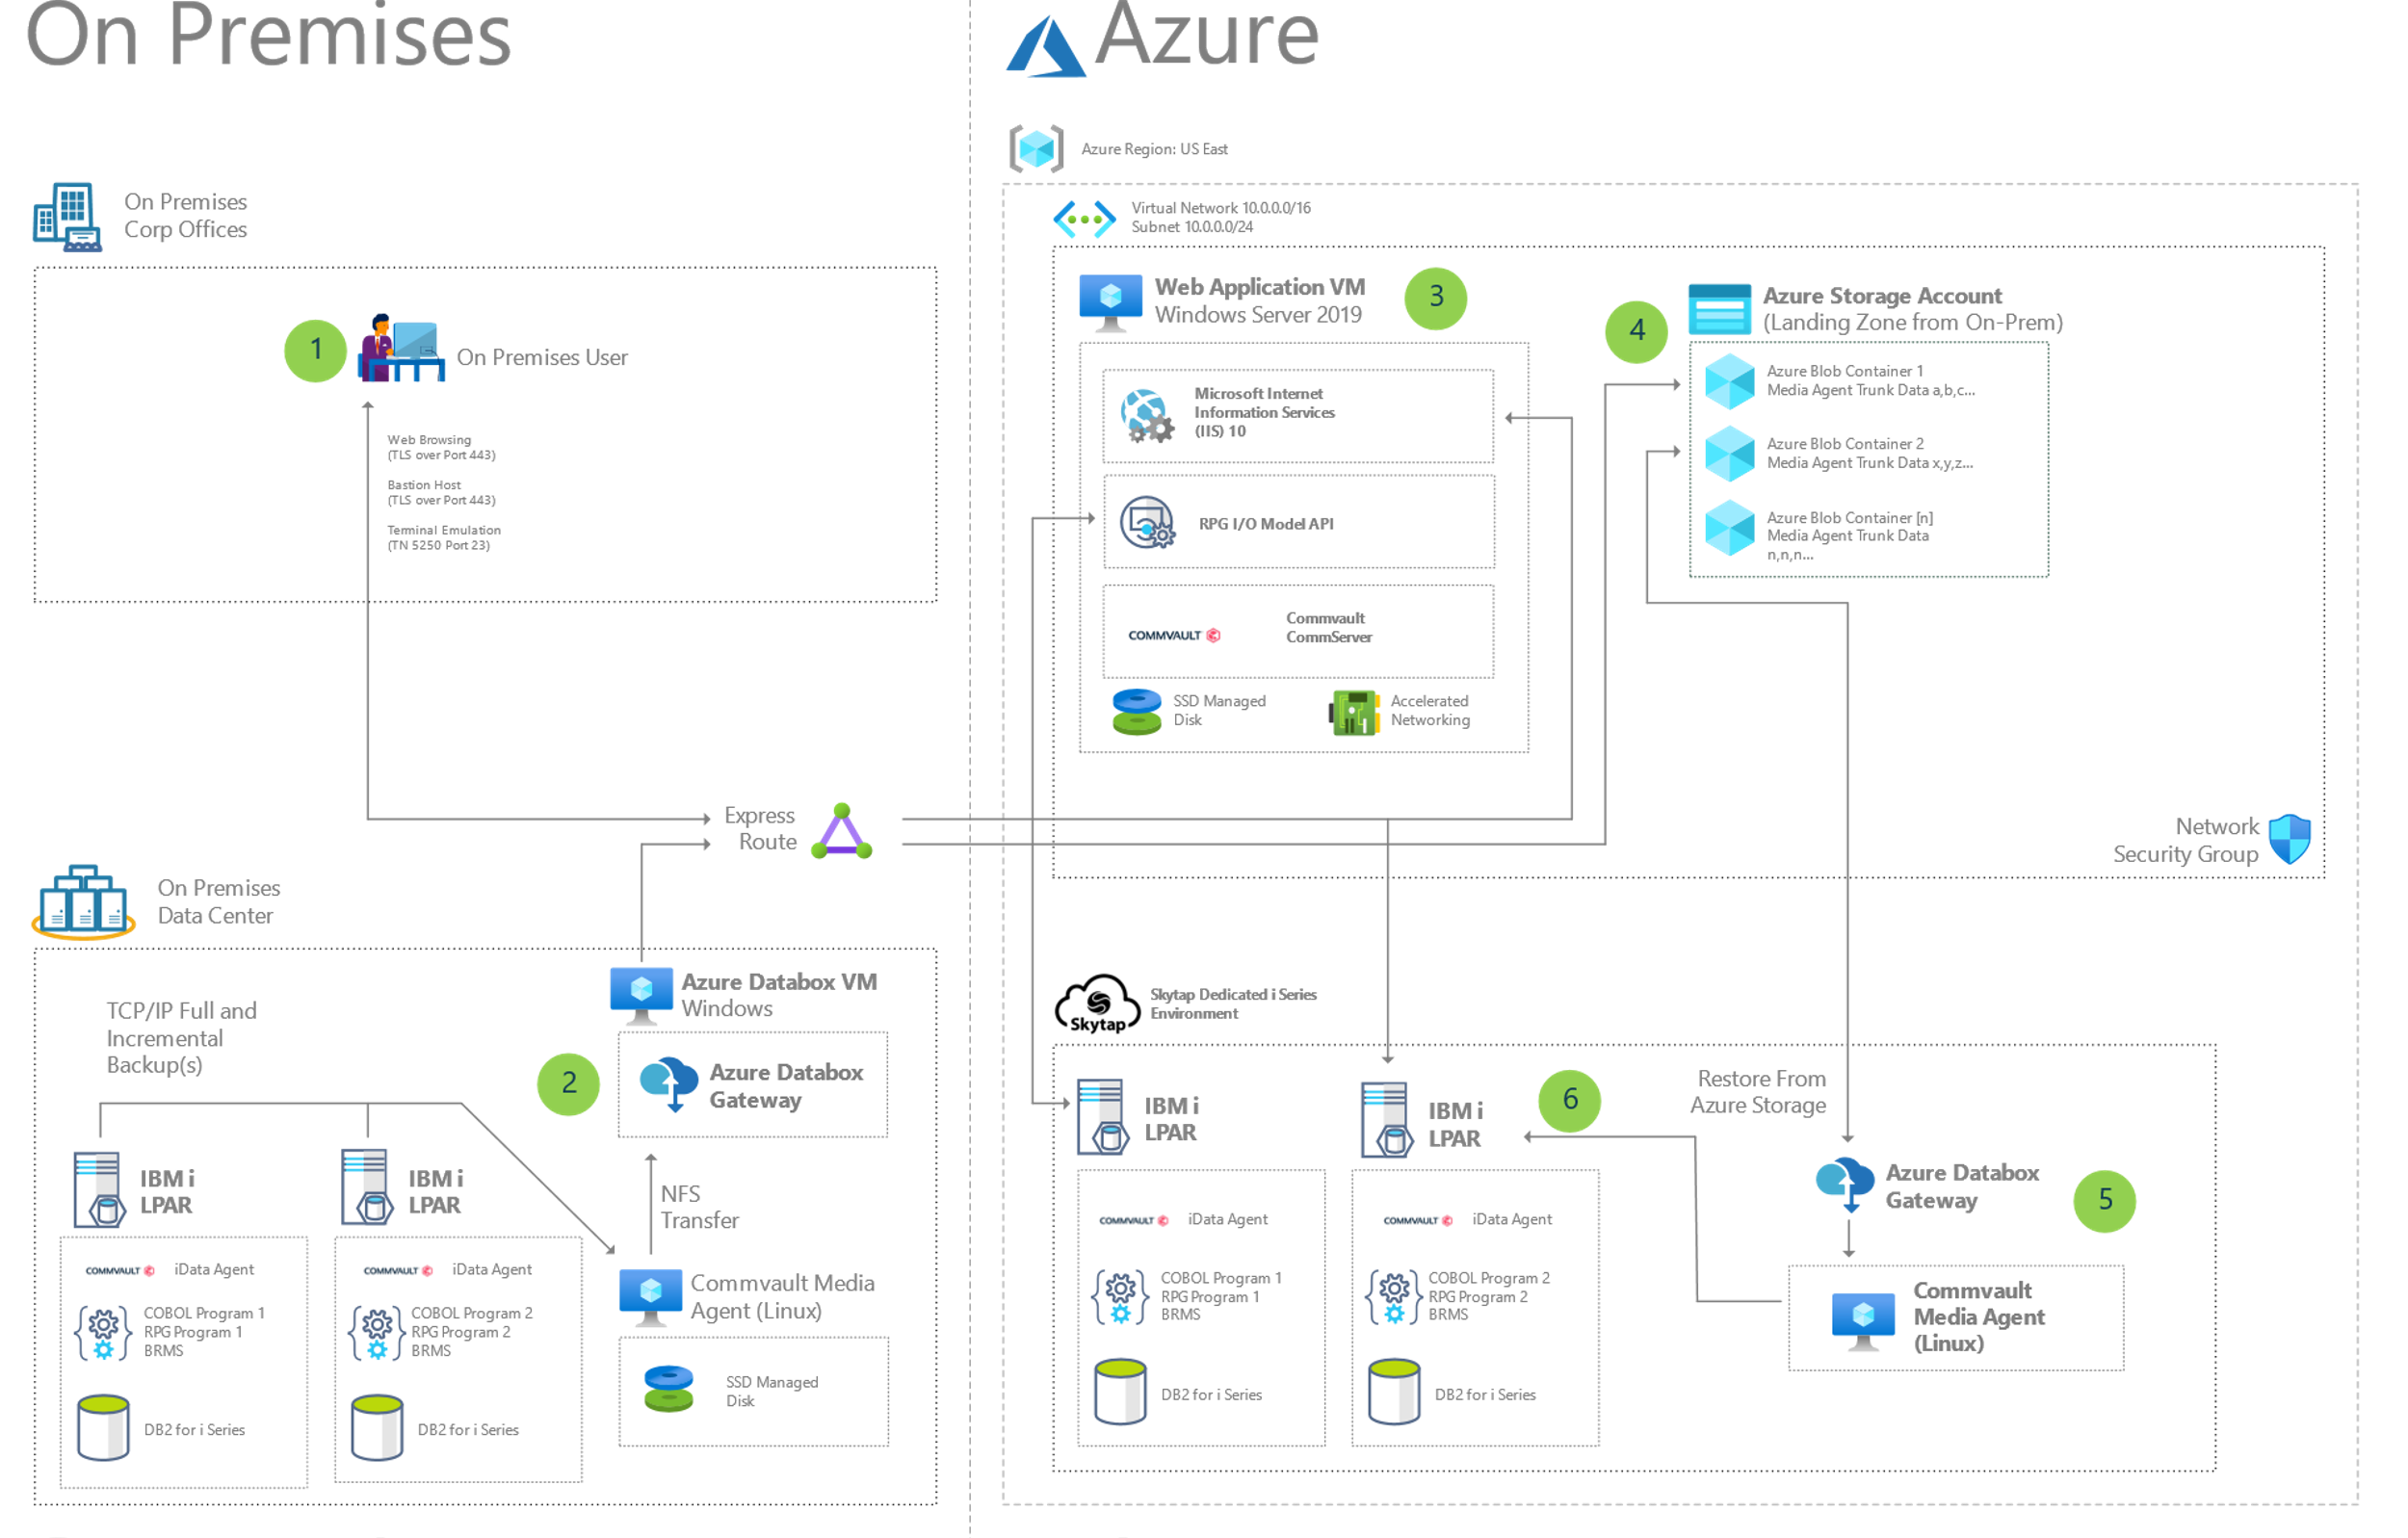 On Premises
Azure
Azure Region: US East
On Premises
Corp Offices
1
On Premises User
Web Browsing
(TLS over Port 443)
Bastion Host
(TLS over Port 443)
Terminal Emulation
(TN 5250 Port 23)
Virtual Network 10.0.0.0/16
Subnet 10.0.0.0/24
Web Application VM
Windows Server 2019
3
Microsoft Internet
Information Services
(IIS) 10
RPG I/O Model API
COMMVAULT
Commvault
CommServer
SSD Managed
Disk
Accelerated
Networking
4
Azure Storage Account
(Landing Zone from On-Prem)
Azure Blob Container 1
Media Agent Trunk Data a,b,c...
Azure Blob Container 2
Media Agent Trunk Data x,y,z...
Azure Blob Container [n]
Media Agent Trunk Data
n,n,n...
Express
Route
Network
Security Group
On Premises
Data Center
TCP/IP Full and
Incremental
Backup(s)
Azure Databox VM
Windows
2
Azure Databox
Gateway
IBM i
LPAR
IBM i
LPAR
NFS
Transfer
COMMVAULT iData Agent
COBOL Program 1
RPG Program 1
BRMS
DB2 for i Series
COMMVAULT iData Agent
COBOL Program 2
RPG Program 2
BRMS
DB2 for i Series
Commvault Media
Agent (Linux)
SSD Managed
Disk
Skytap
Skytap Dedicated i Series
Environment
IBM i
LPAR
IBM i
LPAR
6
Restore From
Azure Storage
COMMVAULT iData Agent
COBOL Program 1
RPG Program 1
BRMS
DB2 for i Series
COMMVAULT iData Agent
COBOL Program 2
RPG Program 2
BRMS
DB2 for i Series
Azure Databox
Gateway
5
Commvault
Media Agent
(Linux)